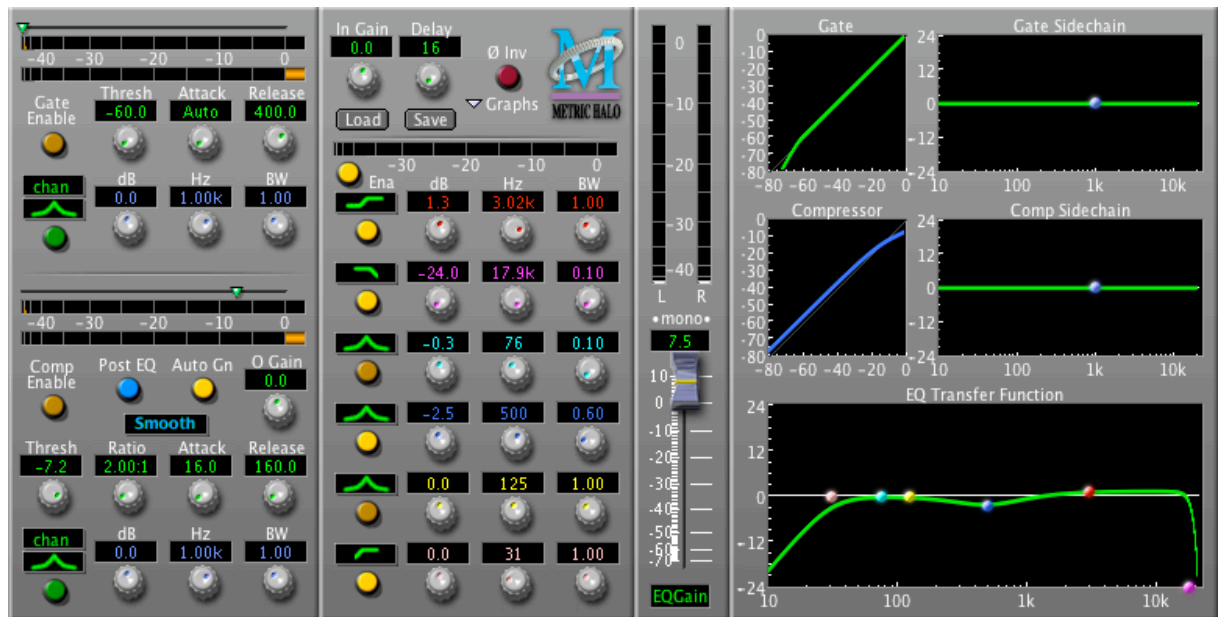 -40 -30 -20 -10 0
Gate Enable
Thresh Attack Release
-60.0 Auto 400.0
chan
dB Hz BW
0.0 1.00k 1.00
-40 -30 -20 -10 0
Comp Enable
Post EQ Auto Gn O Gain
0.0
Smooth
Thresh Ratio Attack Release
-7.2 2.00:1 16.0 160.0
chan
dB Hz BW
0.0 1.00k 1.00
In Gain Delay
0.0 16
Ø Inv
Graphs
METRIC HALO
Load Save
-30 -20 -10 0
Ena dB Hz BW
1.3 3.02k 1.00
-24.0 17.9k 0.10
-0.3 76 0.10
-2.5 500 0.60
0.0 125 1.00
0.0 31 1.00
0
-10
-20
-30
-40
L R
•mono•
7.5
10
0
-10
-20
-30
-40
-50
-60
-70
EQGain
Gate
0
-10
-20
-30
-40
-50
-60
-70
-80
-80 -60 -40 -20 0
Gate Sidechain
24
12
0
-12
-24
10 100 1k 10k
Compressor
0
-10
-20
-30
-40
-50
-60
-70
-80
-80 -60 -40 -20 0
Comp Sidechain
24
12
0
-12
-24
10 100 1k 10k
EQ Transfer Function
24
12
0
-12
-24
10 100 1k 10k